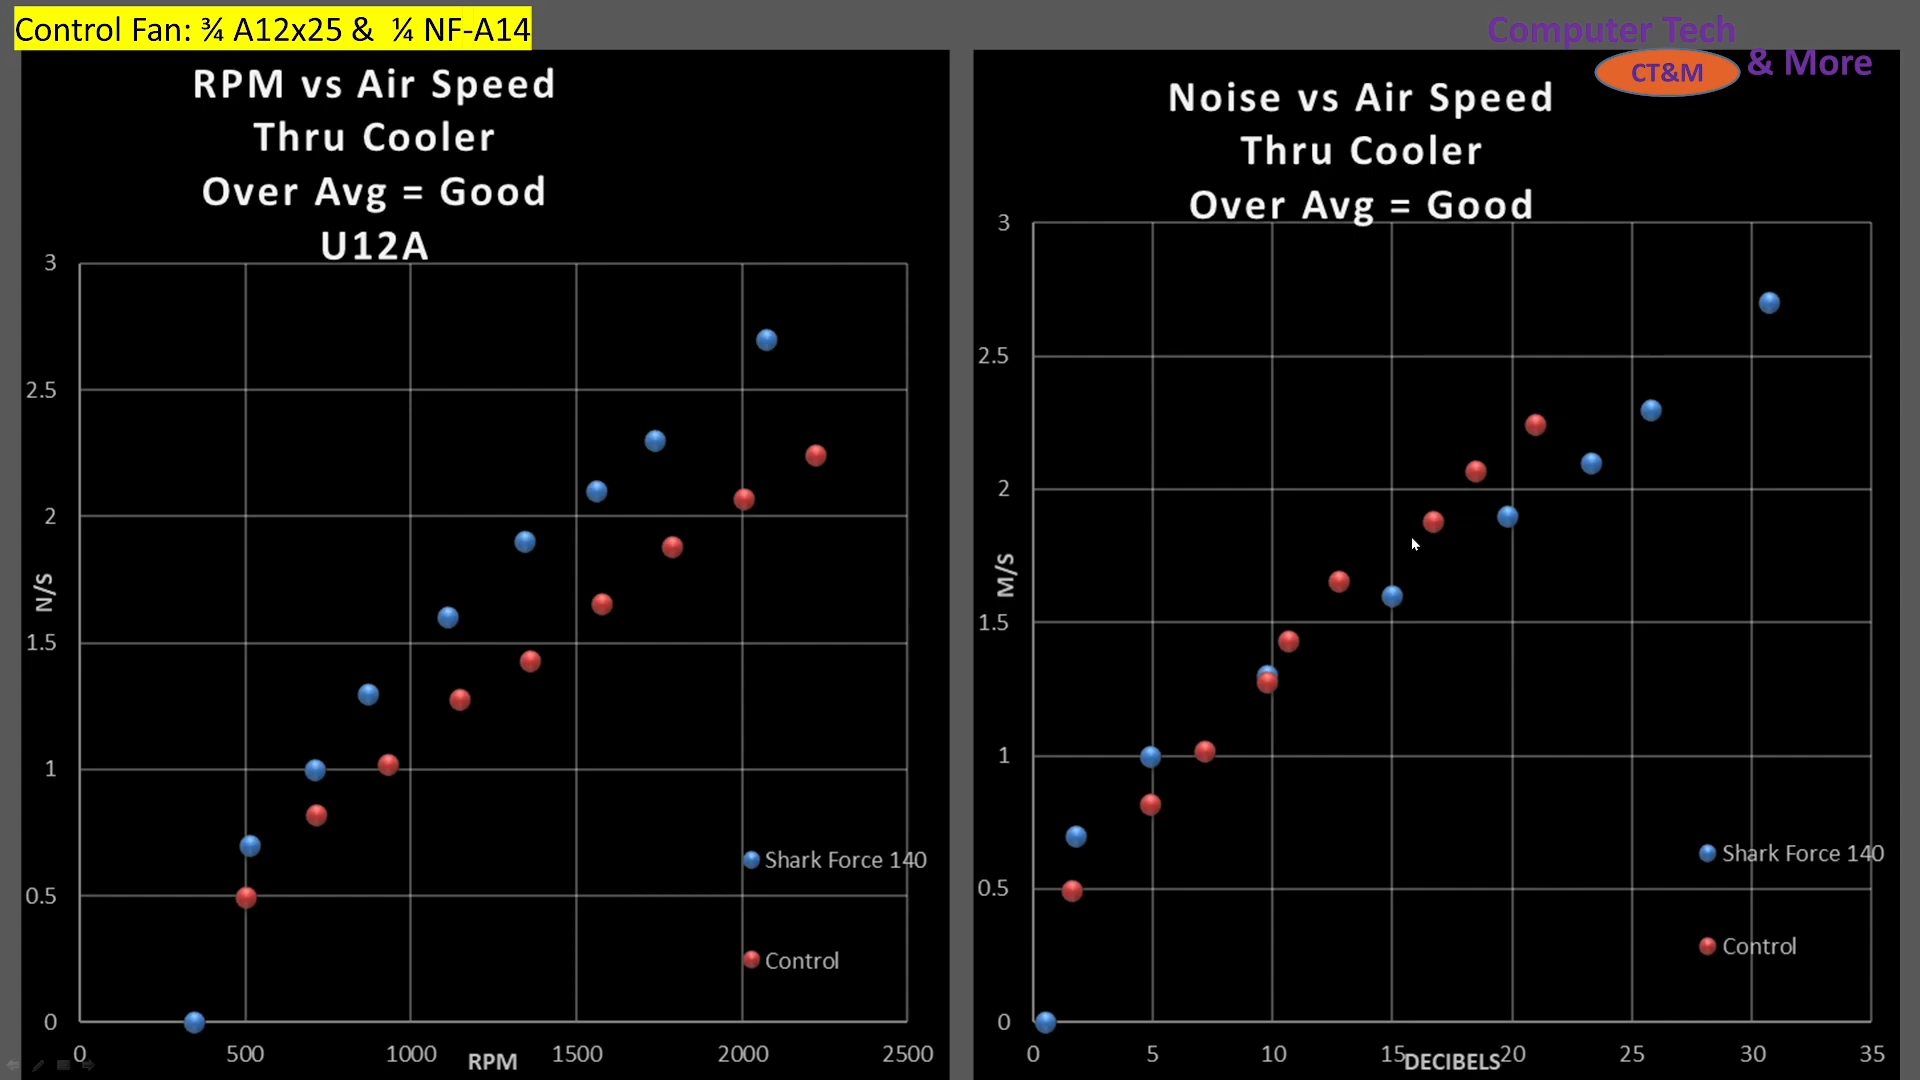 Control Fan: ¾ A12x25 & ¼ NF-A14
Computer Tech
& More
CT&M
RPM vs Air Speed
Thru Cooler
Over Avg = Good
U12A
3
2.5
2
1.5
1
0.5
0
N/S
0
500
1000
1500
2000
2500
RPM
Shark Force 140
Control
Noise vs Air Speed
Thru Cooler
Over Avg = Good
3
2.5
2
1.5
1
0.5
0
M/S
0
5
10
15
20
25
30
35
DECIBELS
Shark Force 140
Control